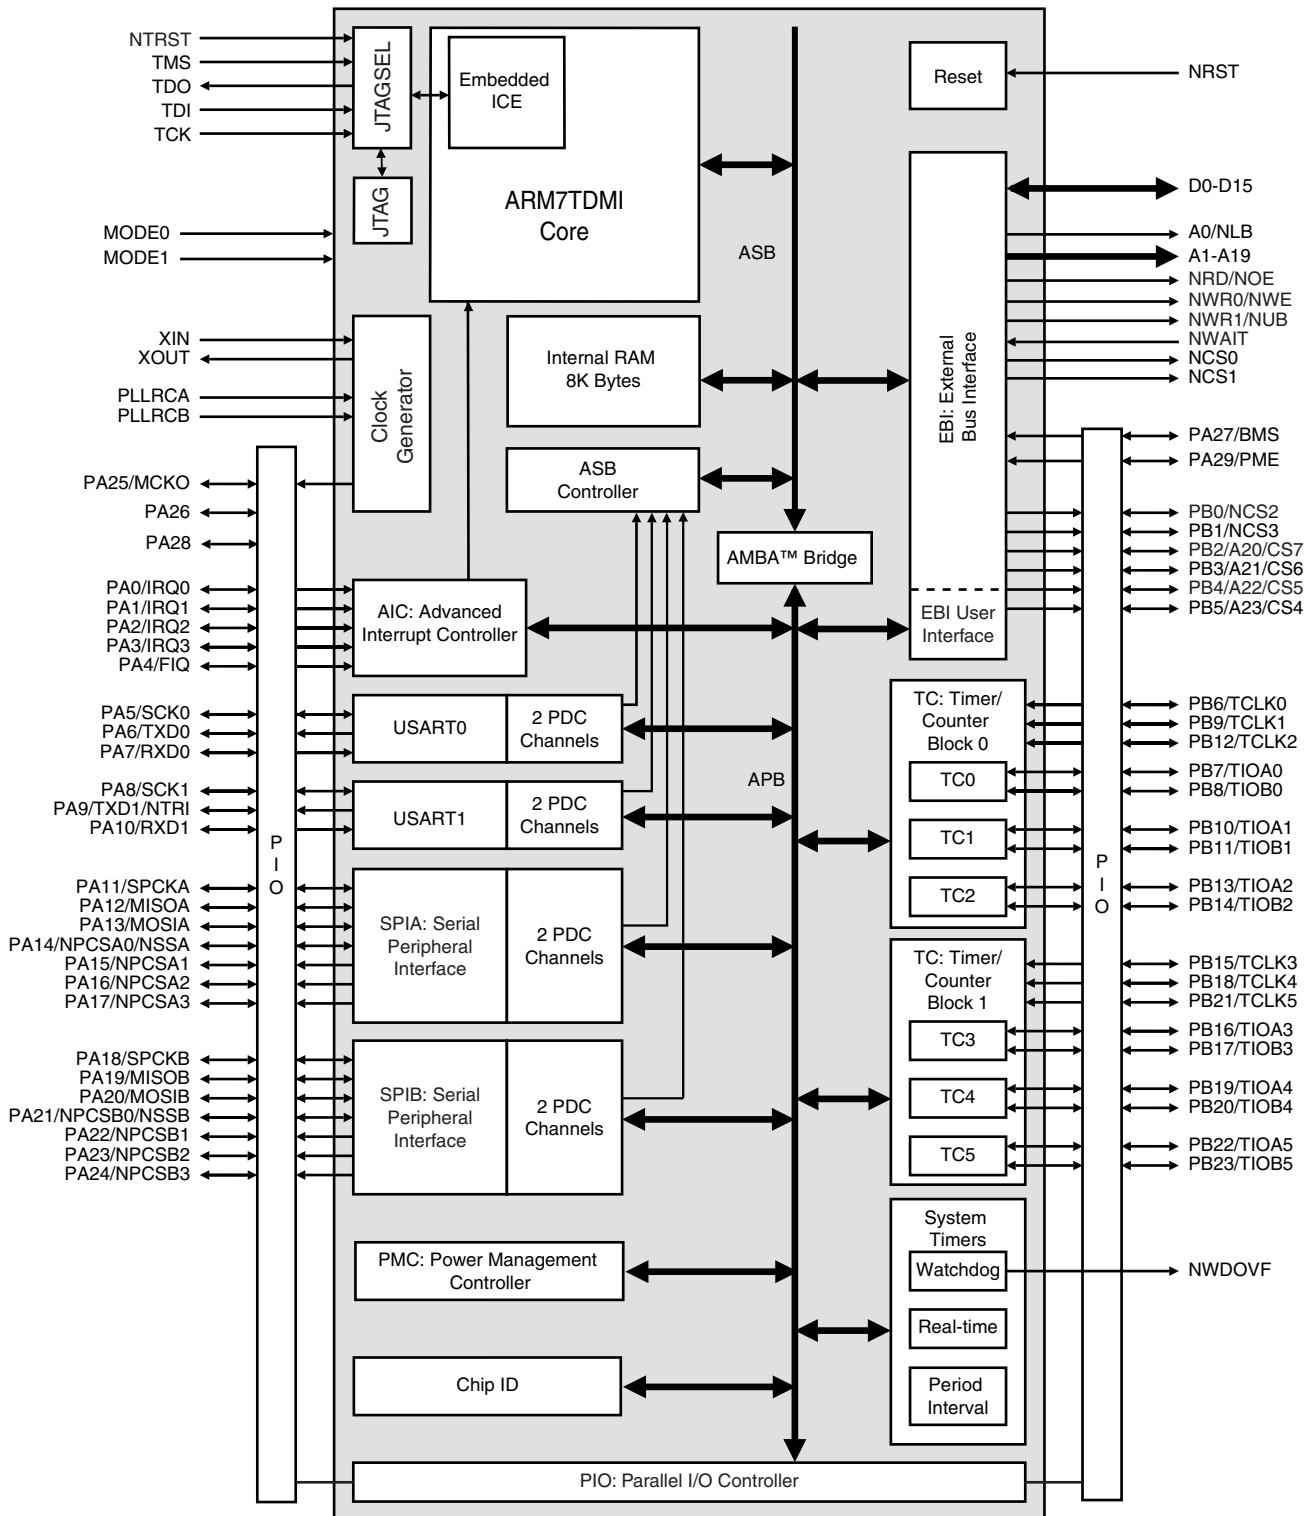 NTRST
TMS
TDO
TDI
TCK
MODE0
MODE1
XIN
XOUT
PLLRCA
PLLRCB
PA25/MCKO
PA26
PA28
PA0/IRQ0
PA1/IRQ1
PA2/IRQ2
PA3/IRQ3
PA4/FIQ
PA5/SCK0
PA6/TXD0
PA7/RXD0
PA8/SCK1
PA9/TXD1/NTRI
PA10/RXD1
PA11/SPCKA
PA12/MISOA
PA13/MOSIA
PA14/NPCSA0/NSSA
PA15/NPCSA1
PA16/NPCSA2
PA17/NPCSA3
PA18/SPCKB
PA19/MISOB
PA20/MOSIB
PA21/NPCSB0/NSSB
PA22/NPCSB1
PA23/NPCSB2
PA24/NPCSB3
P
I
O
JTAGSEL
JTAG
Embedded
ICE
ARM7TDMI
Core
Clock
Generator
Internal RAM
8K Bytes
ASB
Controller
AIC: Advanced
Interrupt Controller
USART0
2 PDC
Channels
USART1
2 PDC
Channels
SPIA: Serial
Peripheral
Interface
2 PDC
Channels
SPIB: Serial
Peripheral
Interface
2 PDC
Channels
PMC: Power Management
Controller
Chip ID
PIO: Parallel I/O Controller
ASB
AMBA™ Bridge
APB
Reset
EBI: External
Bus Interface
EBI User
Interface
TC: Timer/
Counter
Block 0
TC0
TC1
TC2
TC: Timer/
Counter
Block 1
TC3
TC4
TC5
System
Timers
Watchdog
Real-time
Period
Interval
P
I
O
NRST
D0-D15
A0/NLB
A1-A19
NRD/NOE
NWR0/NWE
NWR1/NUB
NWAIT
NCS0
NCS1
PA27/BMS
PA29/PME
PB0/NCS2
PB1/NCS3
PB2/A20/CS7
PB3/A21/CS6
PB4/A22/CS5
PB5/A23/CS4
PB6/TCLK0
PB9/TCLK1
PB12/TCLK2
PB7/TIOA0
PB8/TIOB0
PB10/TIOA1
PB11/TIOB1
PB13/TIOA2
PB14/TIOB2
PB15/TCLK3
PB18/TCLK4
PB21/TCLK5
PB16/TIOA3
PB17/TIOB3
PB19/TIOA4
PB20/TIOB4
PB22/TIOA5
PB23/TIOB5
NWDOVF